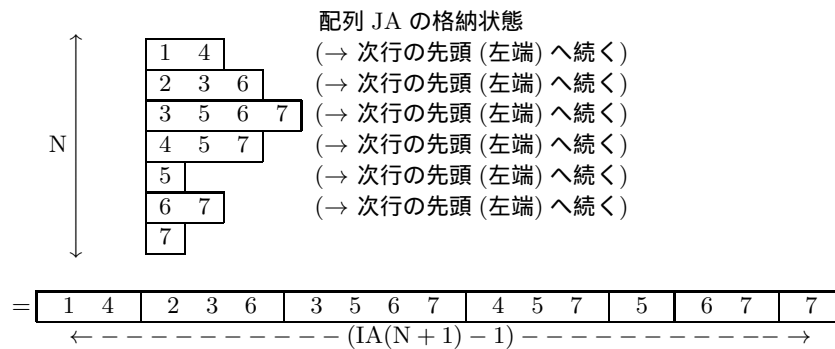 配列 JA の格納状態
1 4 (→ 次行の先頭 (左端) へ続く)
2 3 6 (→ 次行の先頭 (左端) へ続く)
3 5 6 7 (→ 次行の先頭 (左端) へ続く)
N 4 5 7 (→ 次行の先頭 (左端) へ続く)
5 (→ 次行の先頭 (左端) へ続く)
6 7 (→ 次行の先頭 (左端) へ続く)
7
= 1 4 2 3 6 3 5 6 7 4 5 7 5 6 7 7
←−−−−−−−−−−−(IA(N + 1) − 1)−−−−−−−−−−−→